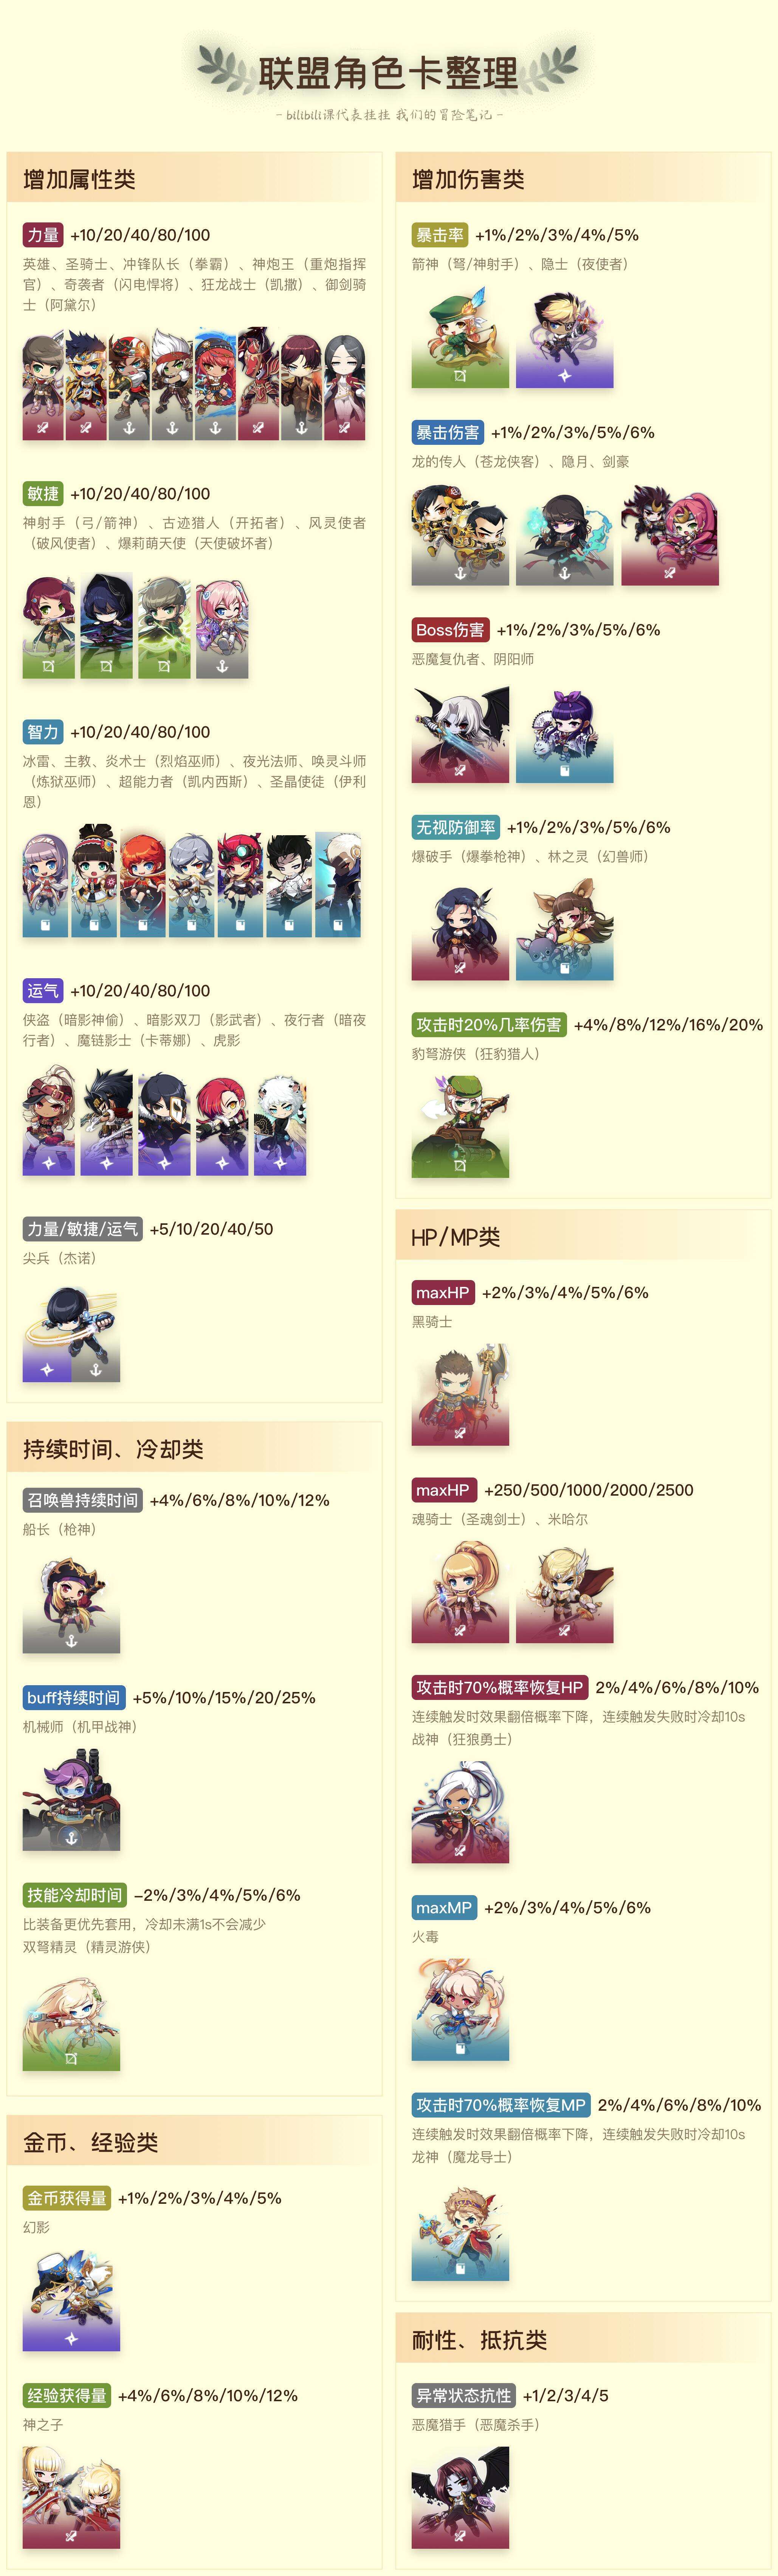 联盟角色卡整理
- bilibili课代表挂挂 我们的冒险笔记 -
增加属性类
力量 +10/20/40/80/100
英雄、圣骑士、冲锋队长（拳霸）、神炮王（重炮指挥
官）、奇袭者（闪电悍将）、狂龙战士（凯撒）、御剑骑
士（阿黛尔）
敏捷 +10/20/40/80/100
神射手（弓/箭神）、古迹猎人（开拓者）、风灵使者
（破风使者）、爆莉萌天使（天使破坏者）
智力 +10/20/40/80/100
冰雷、主教、炎术士（烈焰巫师）、夜光法师、唤灵斗师
（炼狱巫师）、超能力者（凯内西斯）、圣晶使徒（伊利
恩）
运气 +10/20/40/80/100
侠盗（暗影神偷）、暗影双刀（影武者）、夜行者（暗夜
行者）、魔链影士（卡蒂娜）、虎影
力量/敏捷/运气 +5/10/20/40/50
尖兵（杰诺）
持续时间、冷却类
召唤兽持续时间 +4%/6%/8%/10%/12%
船长（枪神）
buff持续时间 +5%/10%/15%/20/25%
机械师（机甲战神）
技能冷却时间 -2%/3%/4%/5%/6%
比装备更优先套用，冷却未满1s不会减少
双弩精灵（精灵游侠）
金币、经验类
金币获得量 +1%/2%/3%/4%/5%
幻影
经验获得量 +4%/6%/8%/10%/12%
神之子
增加伤害类
暴击率 +1%/2%/3%/4%/5%
箭神（弩/神射手）、隐士（夜使者）
暴击伤害 +1%/2%/3%/5%/6%
龙的传人（苍龙侠客）、隐月、剑豪
Boss伤害 +1%/2%/3%/5%/6%
恶魔复仇者、阴阳师
无视防御率 +1%/2%/3%/5%/6%
爆破手（爆拳枪神）、林之灵（幻兽师）
攻击时20%几率伤害 +4%/8%/12%/16%/20%
豹弩游侠（狂豹猎人）
HP/MP类
maxHP +2%/3%/4%/5%/6%
黑骑士
maxHP +250/500/1000/2000/2500
魂骑士（圣魂剑士）、米哈尔
攻击时70%概率恢复HP 2%/4%/6%/8%/10%
连续触发时效果翻倍概率下降，连续触发失败时冷却10s
战神（狂狼勇士）
maxMP +2%/3%/4%/5%/6%
火毒
攻击时70%概率恢复MP 2%/4%/6%/8%/10%
连续触发时效果翻倍概率下降，连续触发失败时冷却10s
龙神（魔龙导士）
耐性、抵抗类
异常状态抗性 +1/2/3/4/5
恶魔猎手（恶魔杀手）